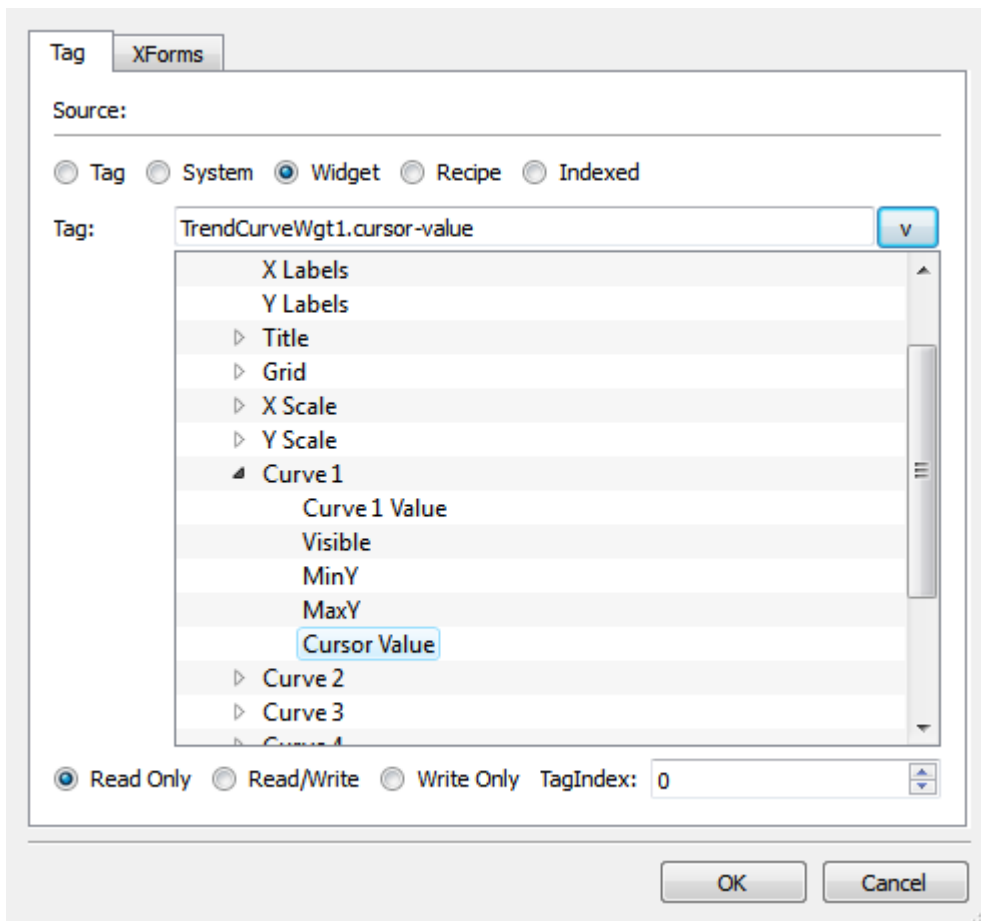 Tag XForms
Source:
Tag System Widget Recipe Indexed
Tag: TrendCurveWgt1.cursor-value v
X Labels
Y Labels
Title
Grid
X Scale
Y Scale
Curve 1
Curve 1 Value
Visible
MinY
MaxY
Cursor Value
Curve 2
Curve 3
Curve 4
Read Only Read/Write Write Only TagIndex: 0
OK Cancel